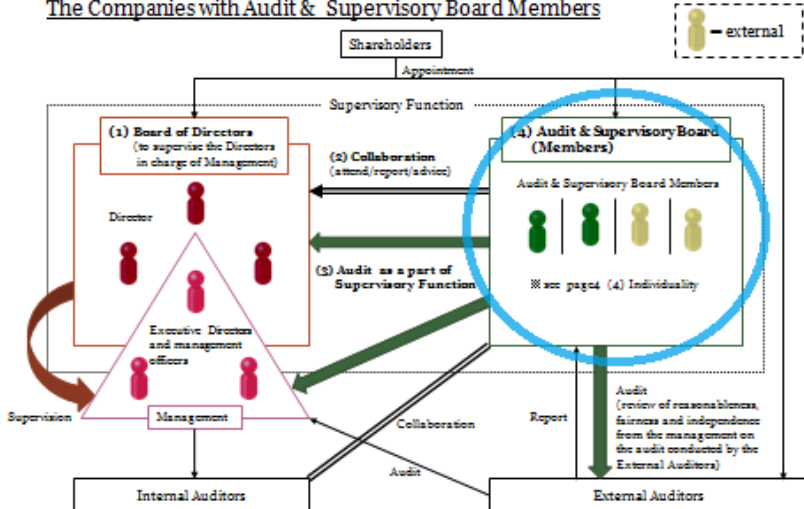 The Companies with Audit & Supervisory Board Members
= external
Shareholders
Appointment
Supervisory Function
(1) Board of Directors
(to supervise the Directors
in charge of Management)
(2) Collaboration
(attend/report/advice)
(4) Audit & Supervisory Board
(Members)
Audit & Supervisory Board Members
Director
(3) Audit as a part of
Supervisory Function
※ see page4 (4) Individuality
Executive Directors
and management
officers
Supervision
Management
Collaboration
Report
Audit
(review of reasonableness,
fairness and independence
from the management on
the audit conducted by the
External Auditors)
Audit
Internal Auditors
External Auditors